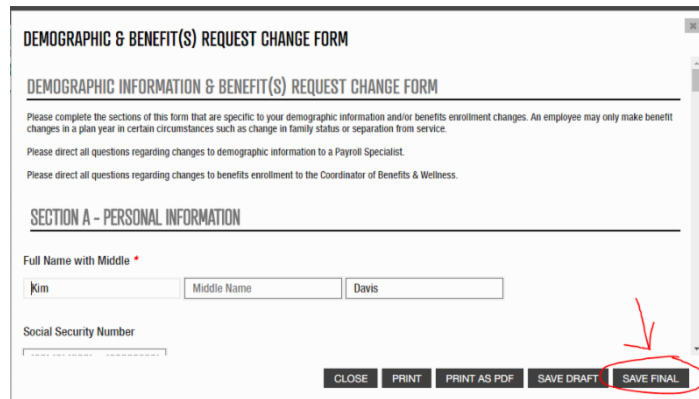 DEMOGRAPHIC & BENEFIT(S) REQUEST CHANGE FORM
DEMOGRAPHIC INFORMATION & BENEFIT(S) REQUEST CHANGE FORM
Please complete the sections of this form that are specific to your demographic information and/or benefits enrollment changes. An employee may only make benefit
changes in a plan year in certain circumstances such as change in family status or separation from service.
Please direct all questions regarding changes to demographic information to a Payroll Specialist.
Please direct all questions regarding changes to benefits enrollment to the Coordinator of Benefits & Wellness.
SECTION A - PERSONAL INFORMATION
Full Name with Middle *
Kim Middle Name Davis
Social Security Number
CLOSE PRINT PRINT AS PDF SAVE DRAFT SAVE FINAL